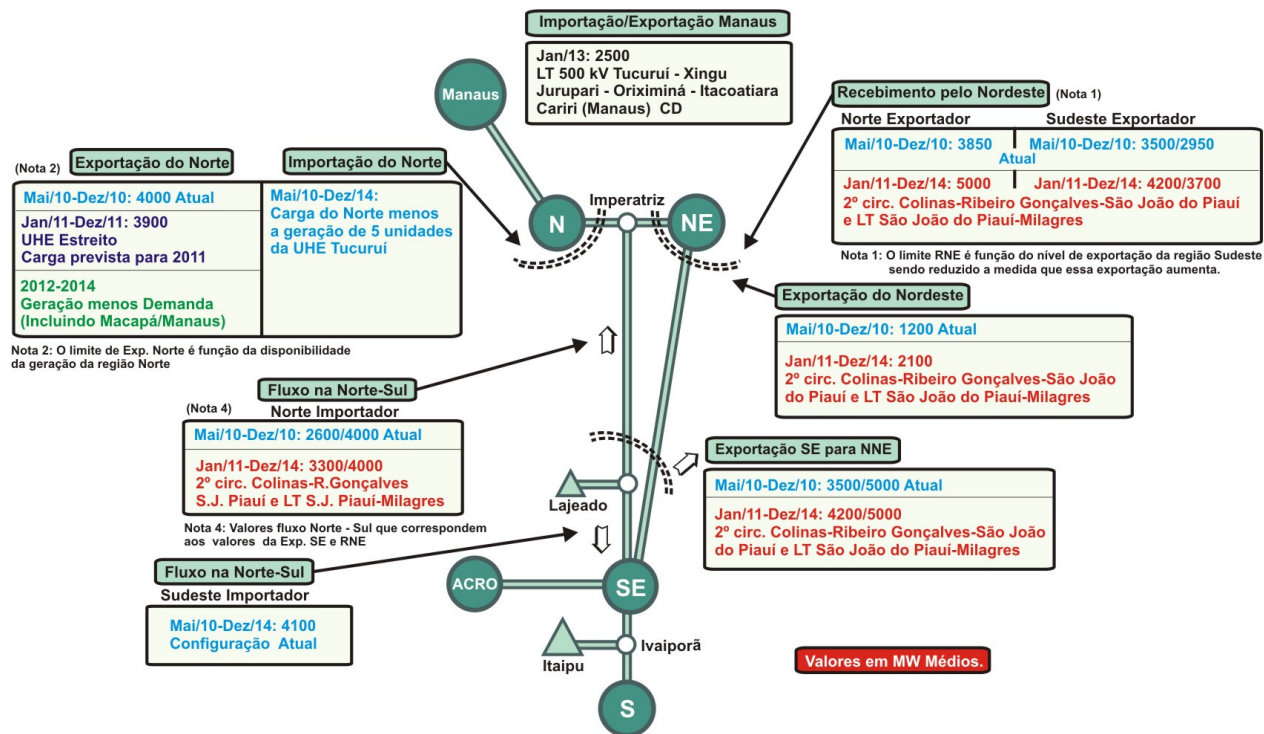 Importação/Exportação Manaus
Jan/13: 2500
LT 500 kV Tucuruí - Xingu
Jurupari - Oriximiná - Itacoatiara
Cariri (Manaus)  CD
Manaus
Recebimento pelo Nordeste (Nota 1)
Norte Exportador
Sudeste Exportador
Mai/10-Dez/10: 3850
Mai/10-Dez/10: 3500/2950
Atual
Jan/11-Dez/14: 5000
Jan/11-Dez/14: 4200/3700
2º circ. Colinas-Ribeiro Gonçalves-São João do Piauí
e LT São João do Piauí-Milagres
Nota 1: O limite RNE é função do nível de exportação da região Sudeste
sendo reduzido a medida que essa exportação aumenta.
(Nota 2)
Exportação do Norte
Importação do Norte
Mai/10-Dez/10: 4000 Atual
Jan/11-Dez/11: 3900
UHE Estreito
Carga prevista para 2011
2012-2014
Geração menos Demanda
(Incluindo Macapá/Manaus)
Mai/10-Dez/14:
Carga do Norte menos
a geração de 5 unidades
da UHE Tucuruí
Nota 2: O limite de Exp. Norte é função da disponibilidade
da geração da região Norte
Imperatriz
N
NE
Exportação do Nordeste
Mai/10-Dez/10: 1200 Atual
Jan/11-Dez/14: 2100
2º circ. Colinas-Ribeiro Gonçalves-São João
do Piauí e LT São João do Piauí-Milagres
Fluxo na Norte-Sul
(Nota 4)
Norte Importador
Mai/10-Dez/10: 2600/4000 Atual
Jan/11-Dez/14: 3300/4000
2º circ. Colinas-R.Gonçalves
S.J. Piauí e LT S.J. Piauí-Milagres
Nota 4: Valores fluxo Norte - Sul que correspondem
aos valores da Exp. SE e RNE
Exportação SE para NNE
Mai/10-Dez/10: 3500/5000 Atual
Jan/11-Dez/14: 4200/5000
2º circ. Colinas-Ribeiro Gonçalves-São João
do Piauí e LT São João do Piauí-Milagres
Lajeado
Fluxo na Norte-Sul
Sudeste Importador
Mai/10-Dez/14: 4100
Configuração Atual
ACRO
SE
Itaipu
Ivaiporã
S
Valores em MW Médios.